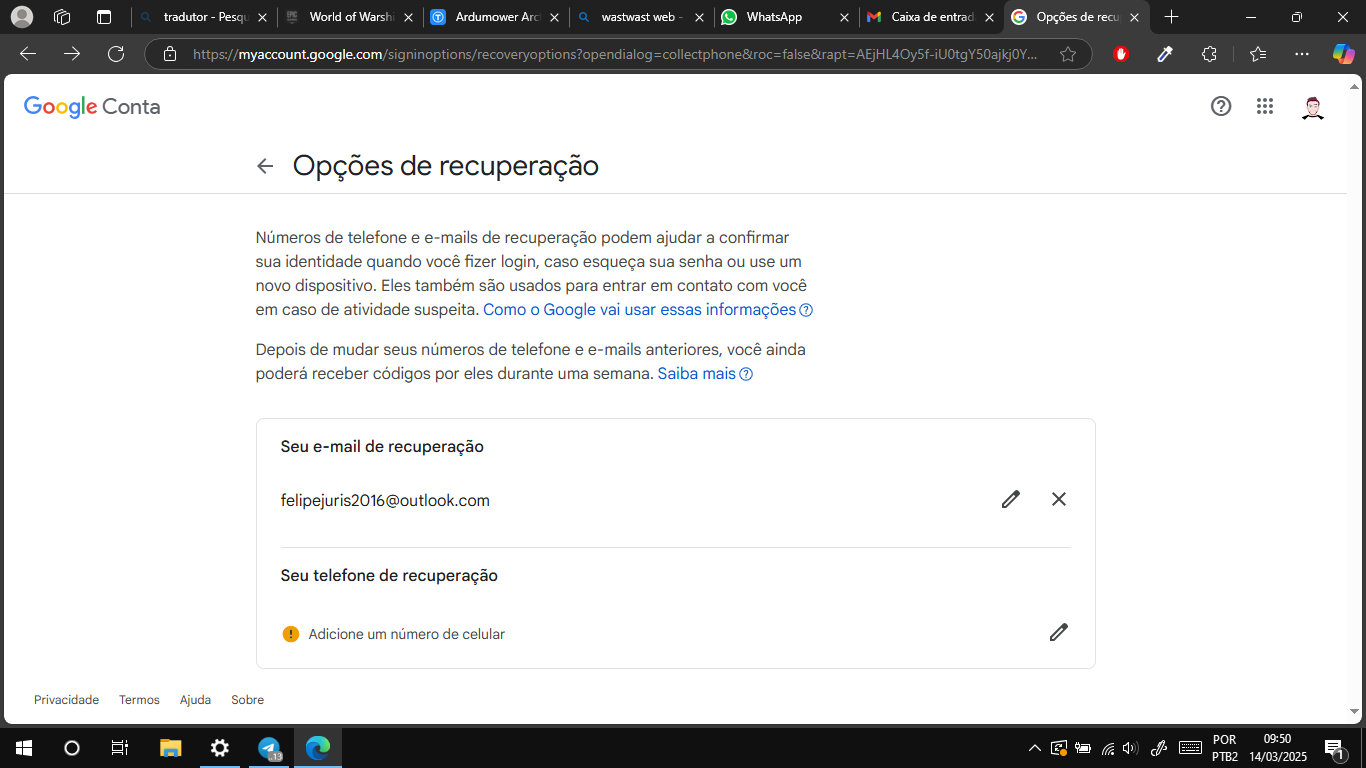 tradutor - Pesqu
World of Warshi
Ardumower Arc
wastwast web -
WhatsApp
Caixa de entrad
Opções de recu
https://myaccount.google.com/signinoptions/recoveryoptions?opendialog=collectphone&roc=false&rapt=AEjHL4Oy5f-iU0tgY50ajkj0Y...
Google Conta
Opções de recuperação
Números de telefone e e-mails de recuperação podem ajudar a confirmar
sua identidade quando você fizer login, caso esqueça sua senha ou use um
novo dispositivo. Eles também são usados para entrar em contato com você
em caso de atividade suspeita. Como o Google vai usar essas informações
Depois de mudar seus números de telefone e e-mails anteriores, você ainda
poderá receber códigos por eles durante uma semana. Saiba mais
Seu e-mail de recuperação
felipejuris2016@outlook.com
Seu telefone de recuperação
Adicione um número de celular
Privacidade Termos Ajuda Sobre
13
POR
PTB2
09:50
14/03/2025
1